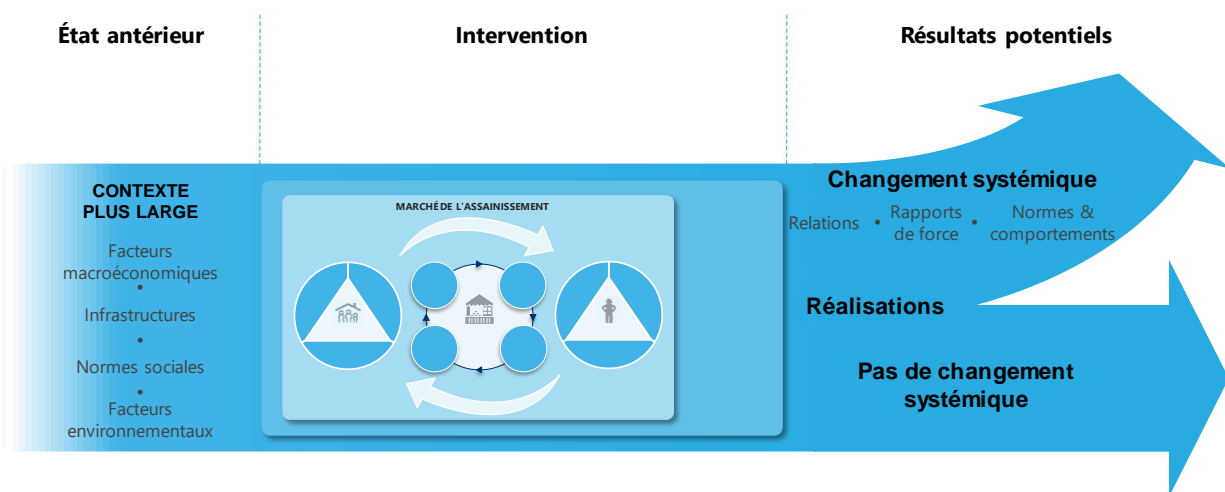 État antérieur
Intervention
Résultats potentiels
CONTEXTE
PLUS LARGE
Facteurs
macroéconomiques
•
Infrastructures
•
Normes sociales
•
Facteurs
environnementaux
MARCHÉ DE L'ASSAINISSEMENT
Changement systémique
Relations • Rapports de force • Normes & comportements
Réalisations
Pas de changement
systémique